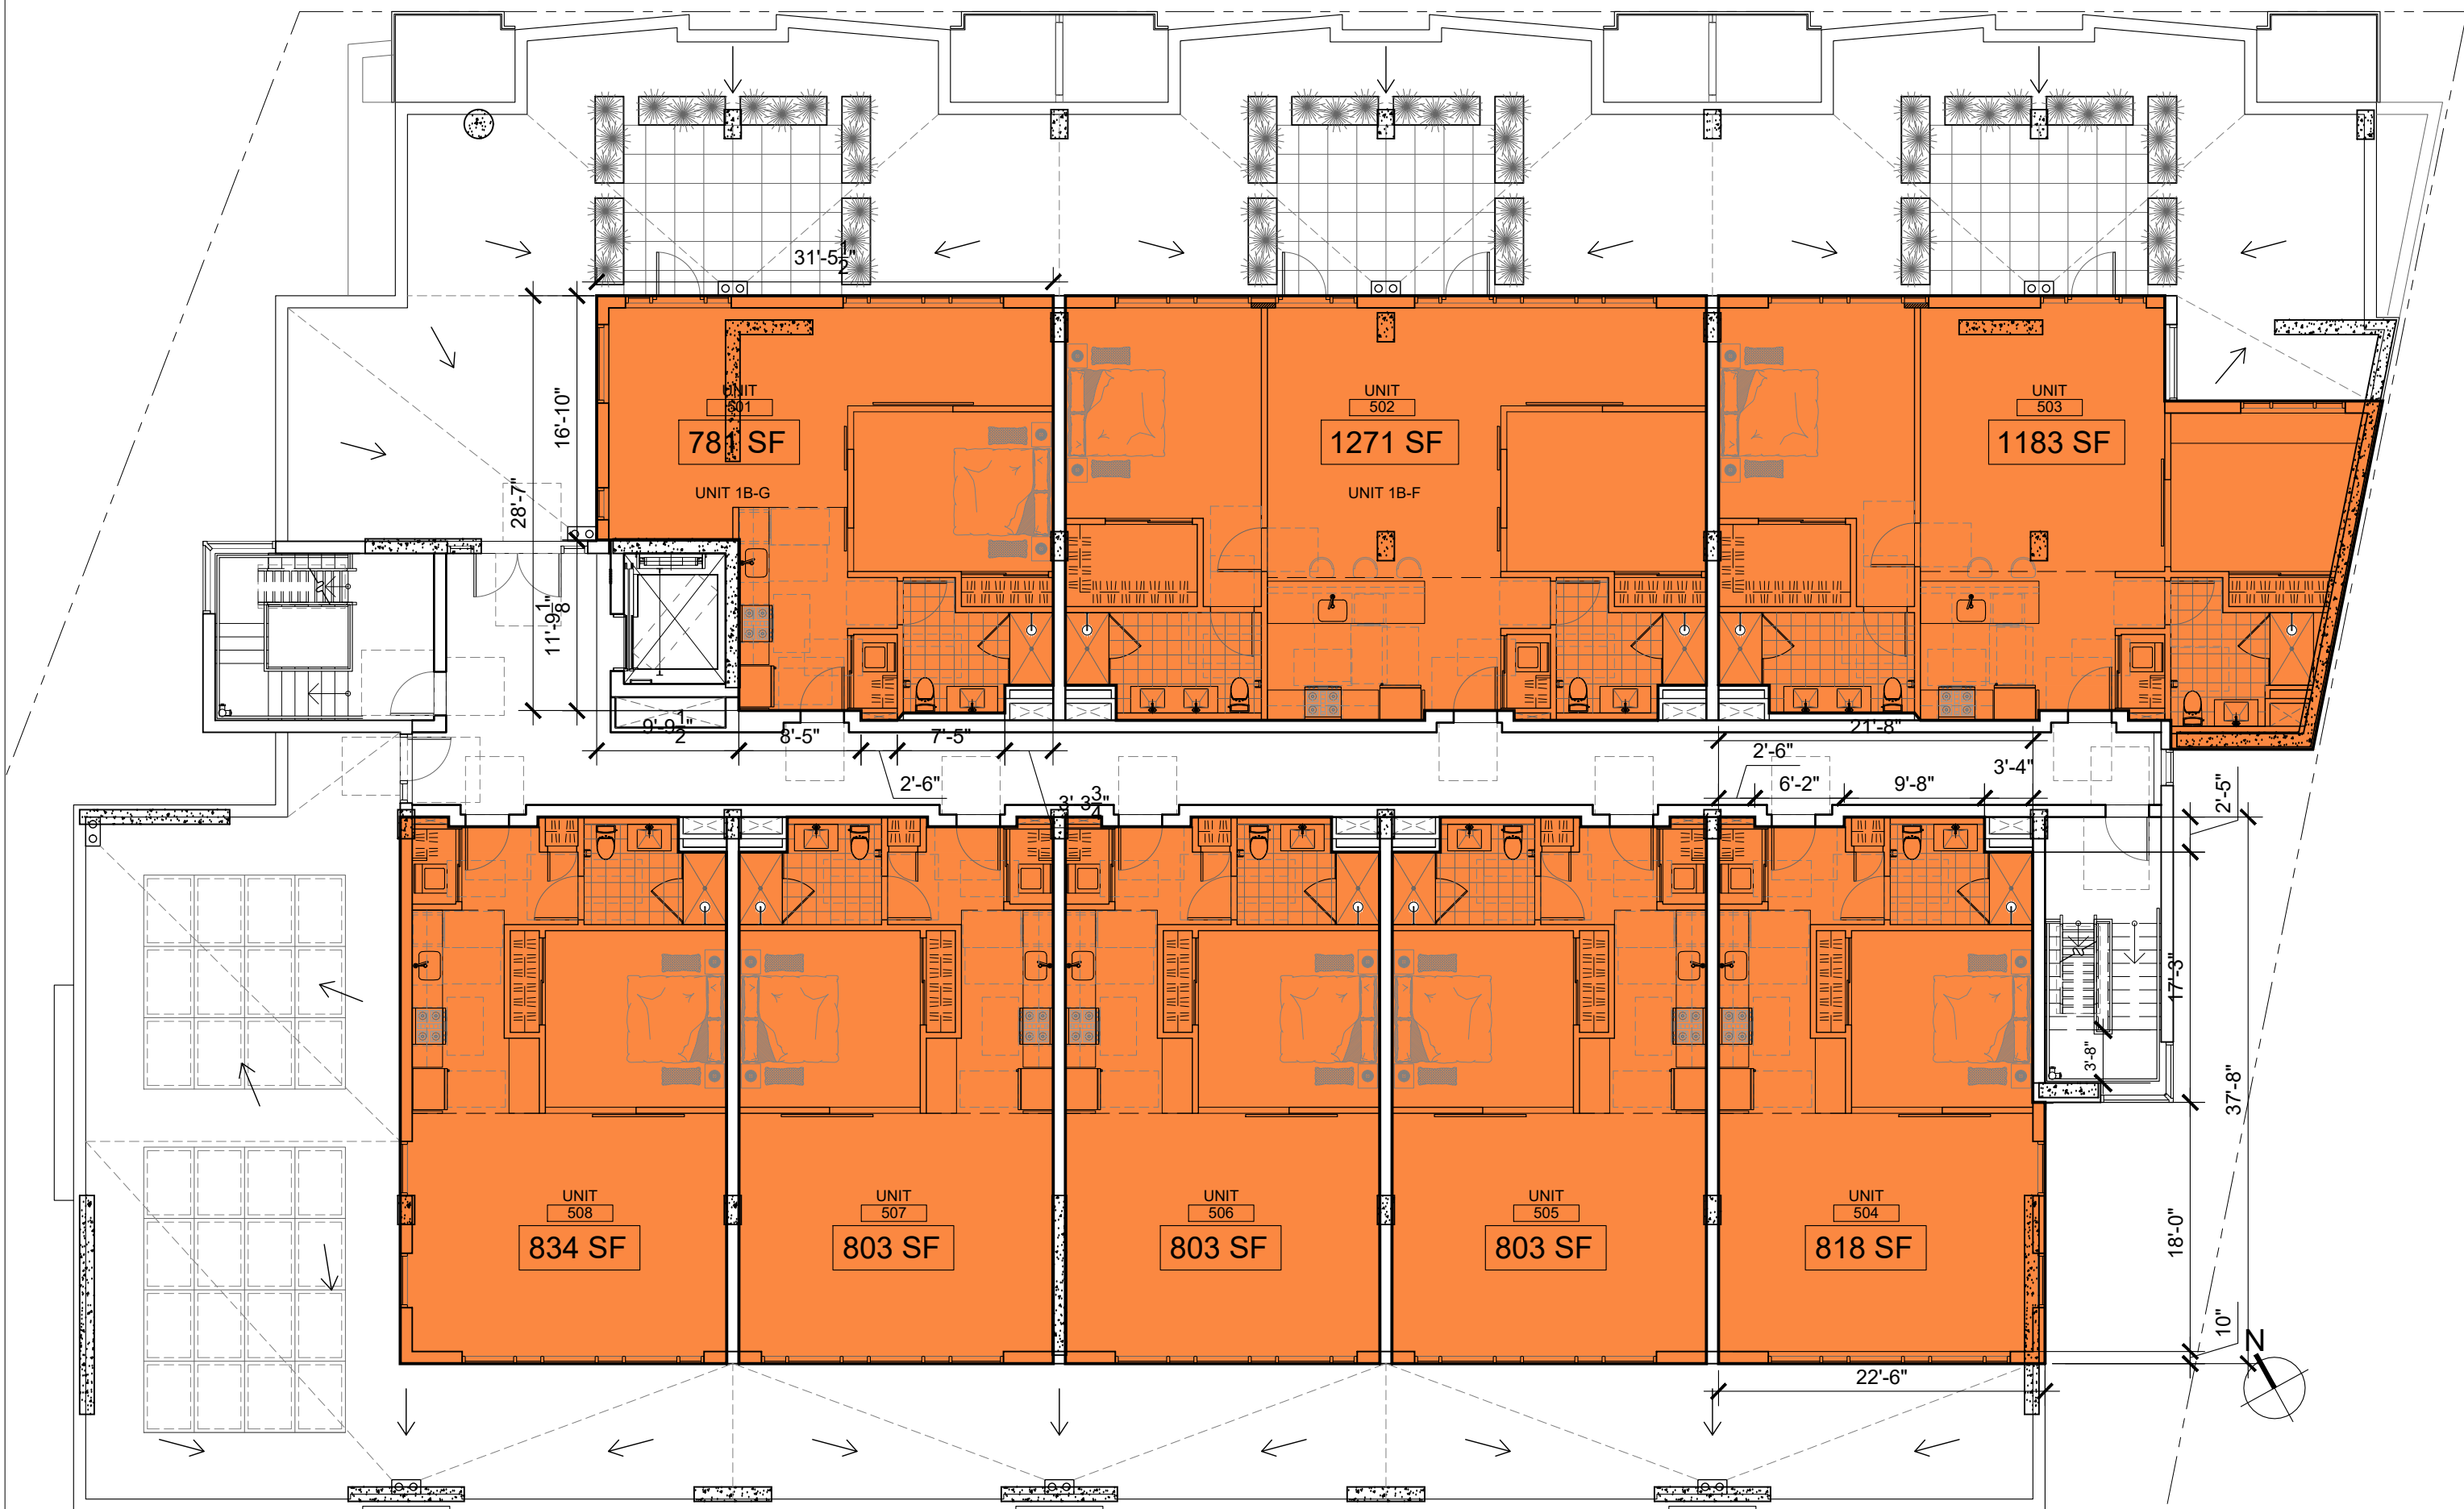 31'-5 1/2"
UNIT
501
781 SF
UNIT 1B-G
UNIT
502
1271 SF
UNIT 1B-F
UNIT
503
1183 SF
16'-10"
28'-7"
11'-9 1/8"
9'-9 1/2"
8'-5"
7'-5"
2'-6"
3'-3 3/4"
21'-8"
2'-6"
6'-2"
9'-8"
3'-4"
2'-5"
17'-3"
3'-8"
37'-8"
UNIT
508
834 SF
UNIT
507
803 SF
UNIT
506
803 SF
UNIT
505
803 SF
UNIT
504
818 SF
18'-0"
10"
N
22'-6"